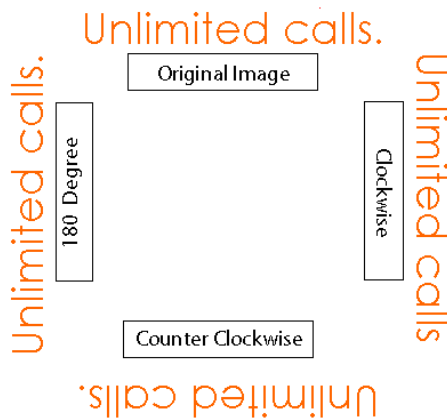 Unlimited calls.
Original Image
Unlimited calls.
180 Degree
Clockwise
Unlimited calls
Counter Clockwise
Unlimited calls.